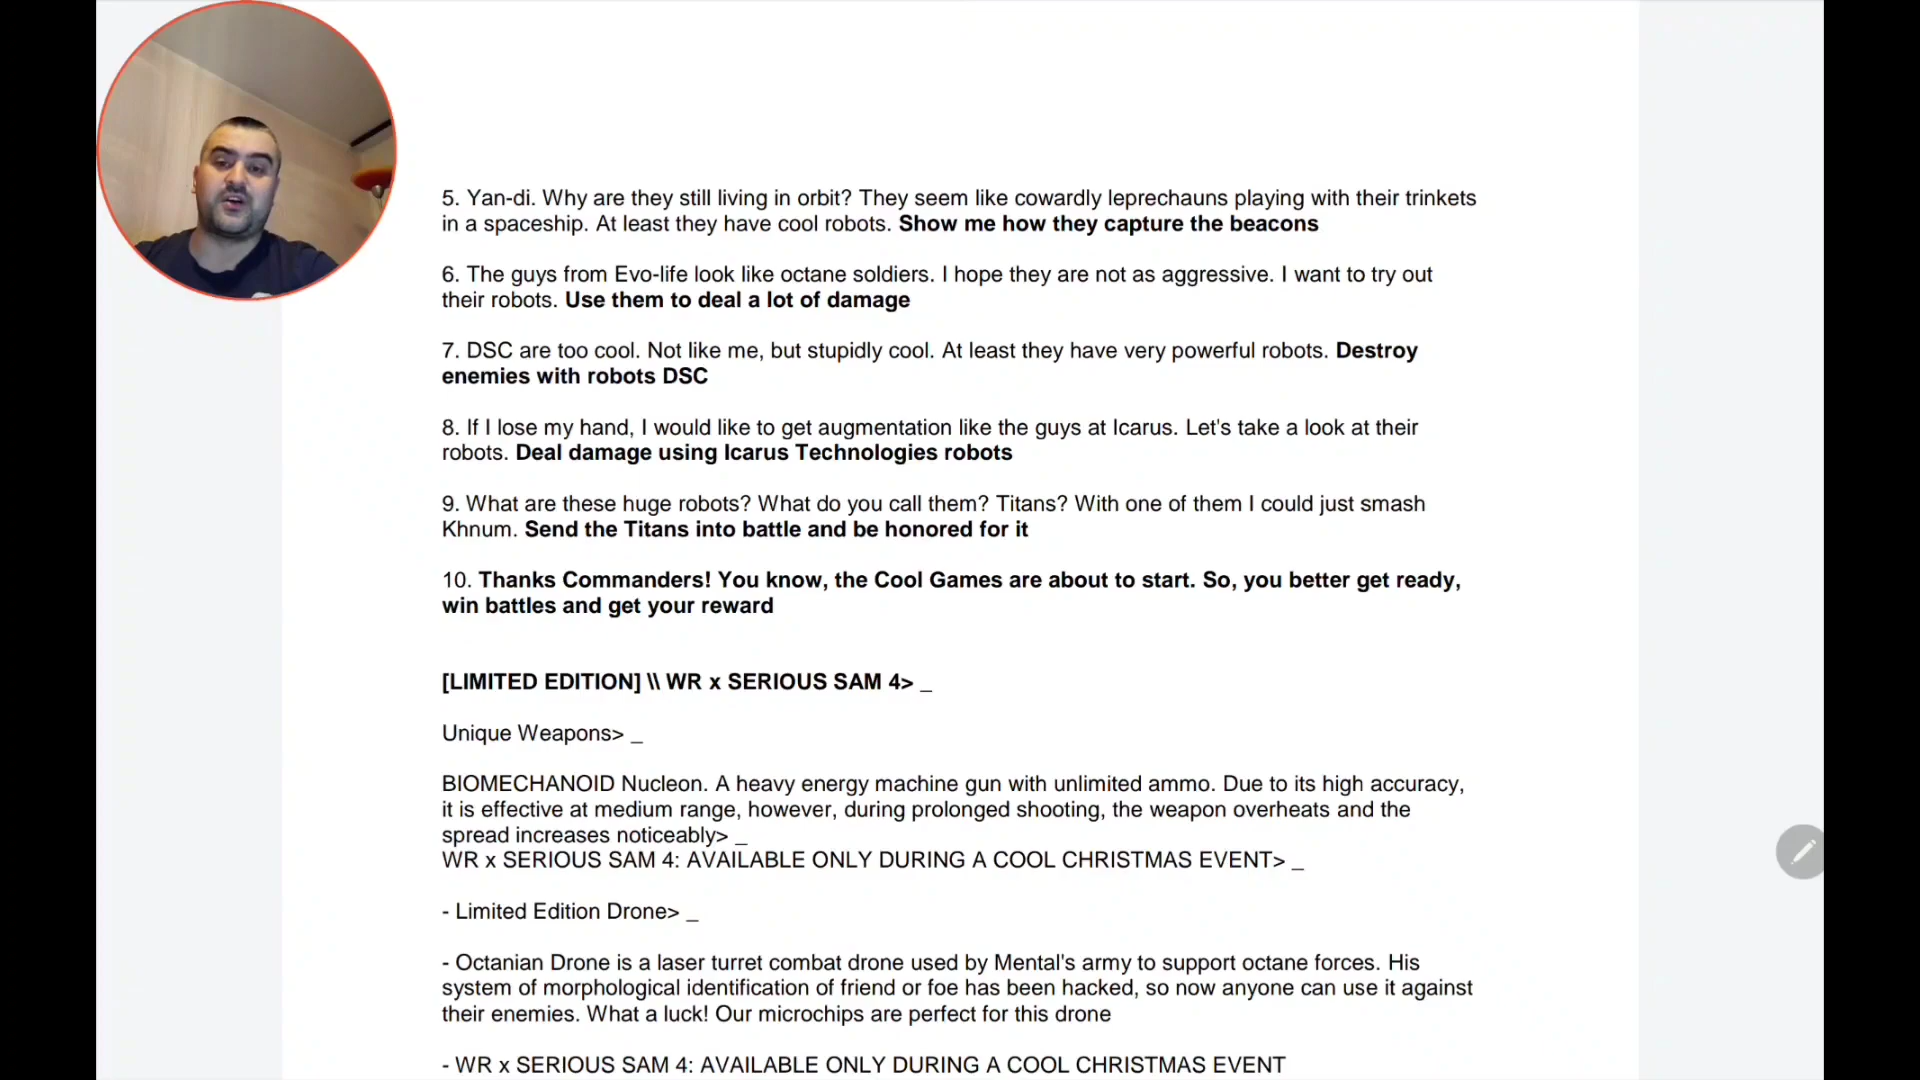 5. Yan-di. Why are they still living in orbit? They seem like cowardly leprechauns playing with their trinkets
in a spaceship. At least they have cool robots. Show me how they capture the beacons
6. The guys from Evo-life look like octane soldiers. I hope they are not as aggressive. I want to try out
their robots. Use them to deal a lot of damage
7. DSC are too cool. Not like me, but stupidly cool. At least they have very powerful robots. Destroy
enemies with robots DSC
8. If I lose my hand, I would like to get augmentation like the guys at Icarus. Let's take a look at their
robots. Deal damage using Icarus Technologies robots
9. What are these huge robots? What do you call them? Titans? With one of them I could just smash
Khnum. Send the Titans into battle and be honored for it
10. Thanks Commanders! You know, the Cool Games are about to start. So, you better get ready,
win battles and get your reward
[LIMITED EDITION] \\ WR x SERIOUS SAM 4> _
Unique Weapons> _
BIOMECHANOID Nucleon. A heavy energy machine gun with unlimited ammo. Due to its high accuracy,
it is effective at medium range, however, during prolonged shooting, the weapon overheats and the
spread increases noticeably> _
WR x SERIOUS SAM 4: AVAILABLE ONLY DURING A COOL CHRISTMAS EVENT> _
- Limited Edition Drone> _
- Octanian Drone is a laser turret combat drone used by Mental's army to support octane forces. His
system of morphological identification of friend or foe has been hacked, so now anyone can use it against
their enemies. What a luck! Our microchips are perfect for this drone
- WR x SERIOUS SAM 4: AVAILABLE ONLY DURING A COOL CHRISTMAS EVENT